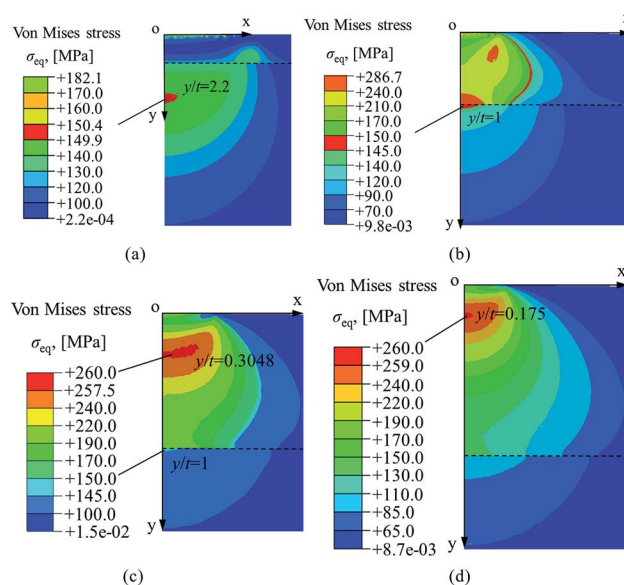 Von Mises stress
σeq, [MPa]
+182.1
+170.0
+160.0
+150.4
+149.9
+140.0
+130.0
+120.0
+100.0
+2.2e-04
o
x
y/t=2.2
y
(a)
Von Mises stress
σeq, [MPa]
+286.7
+240.0
+210.0
+170.0
+150.0
+145.0
+140.0
+120.0
+90.0
+70.0
+9.8e-03
o
x
y/t=1
y
(b)
Von Mises stress
σeq, [MPa]
+260.0
+257.5
+240.0
+220.0
+190.0
+170.0
+150.0
+145.0
+100.0
+1.5e-02
o
x
y/t=0.3048
y/t=1
y
(c)
Von Mises stress
σeq, [MPa]
+260.0
+259.0
+240.0
+220.0
+190.0
+170.0
+150.0
+130.0
+110.0
+85.0
+65.0
+8.7e-03
o
x
y/t=0.175
y
(d)